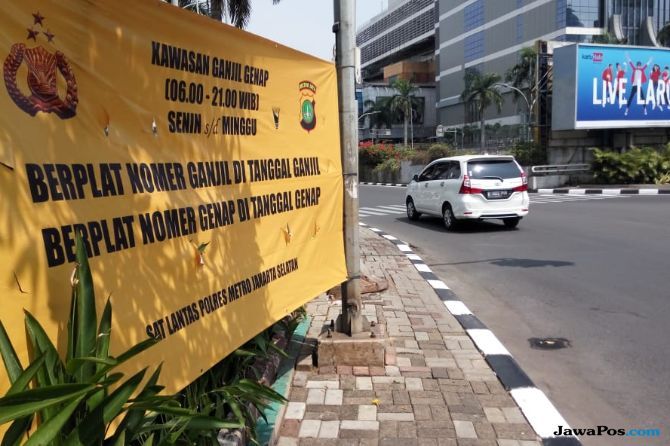 KAWASAN GANJIL GENAP
(06.00 - 21.00 WIB)
SENIN s/d MINGGU
BERPLAT NOMER GANJIL DI TANGGAL GANJIL
BERPLAT NOMER GENAP DI TANGGAL GENAP
SAT LANTAS POLRES METRO JAKARTA SELATAN
LIVE LARG
JawaPos.com